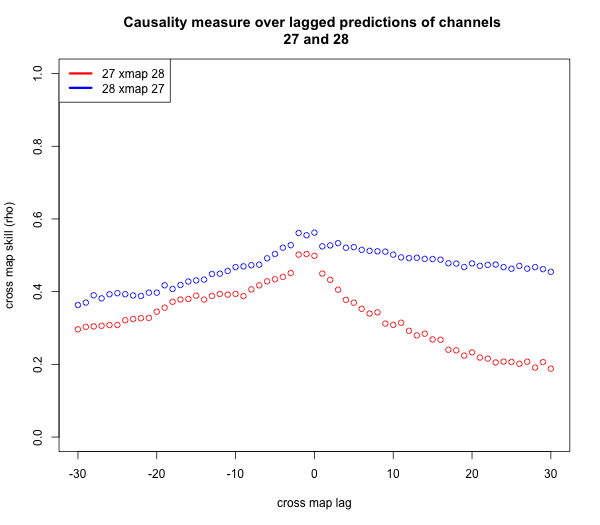 Causality measure over lagged predictions of channels
27 and 28
27 xmap 28
28 xmap 27
cross map skill (rho)
1.0
0.8
0.6
0.4
0.2
0.0
-30
-20
-10
0
10
20
30
cross map lag